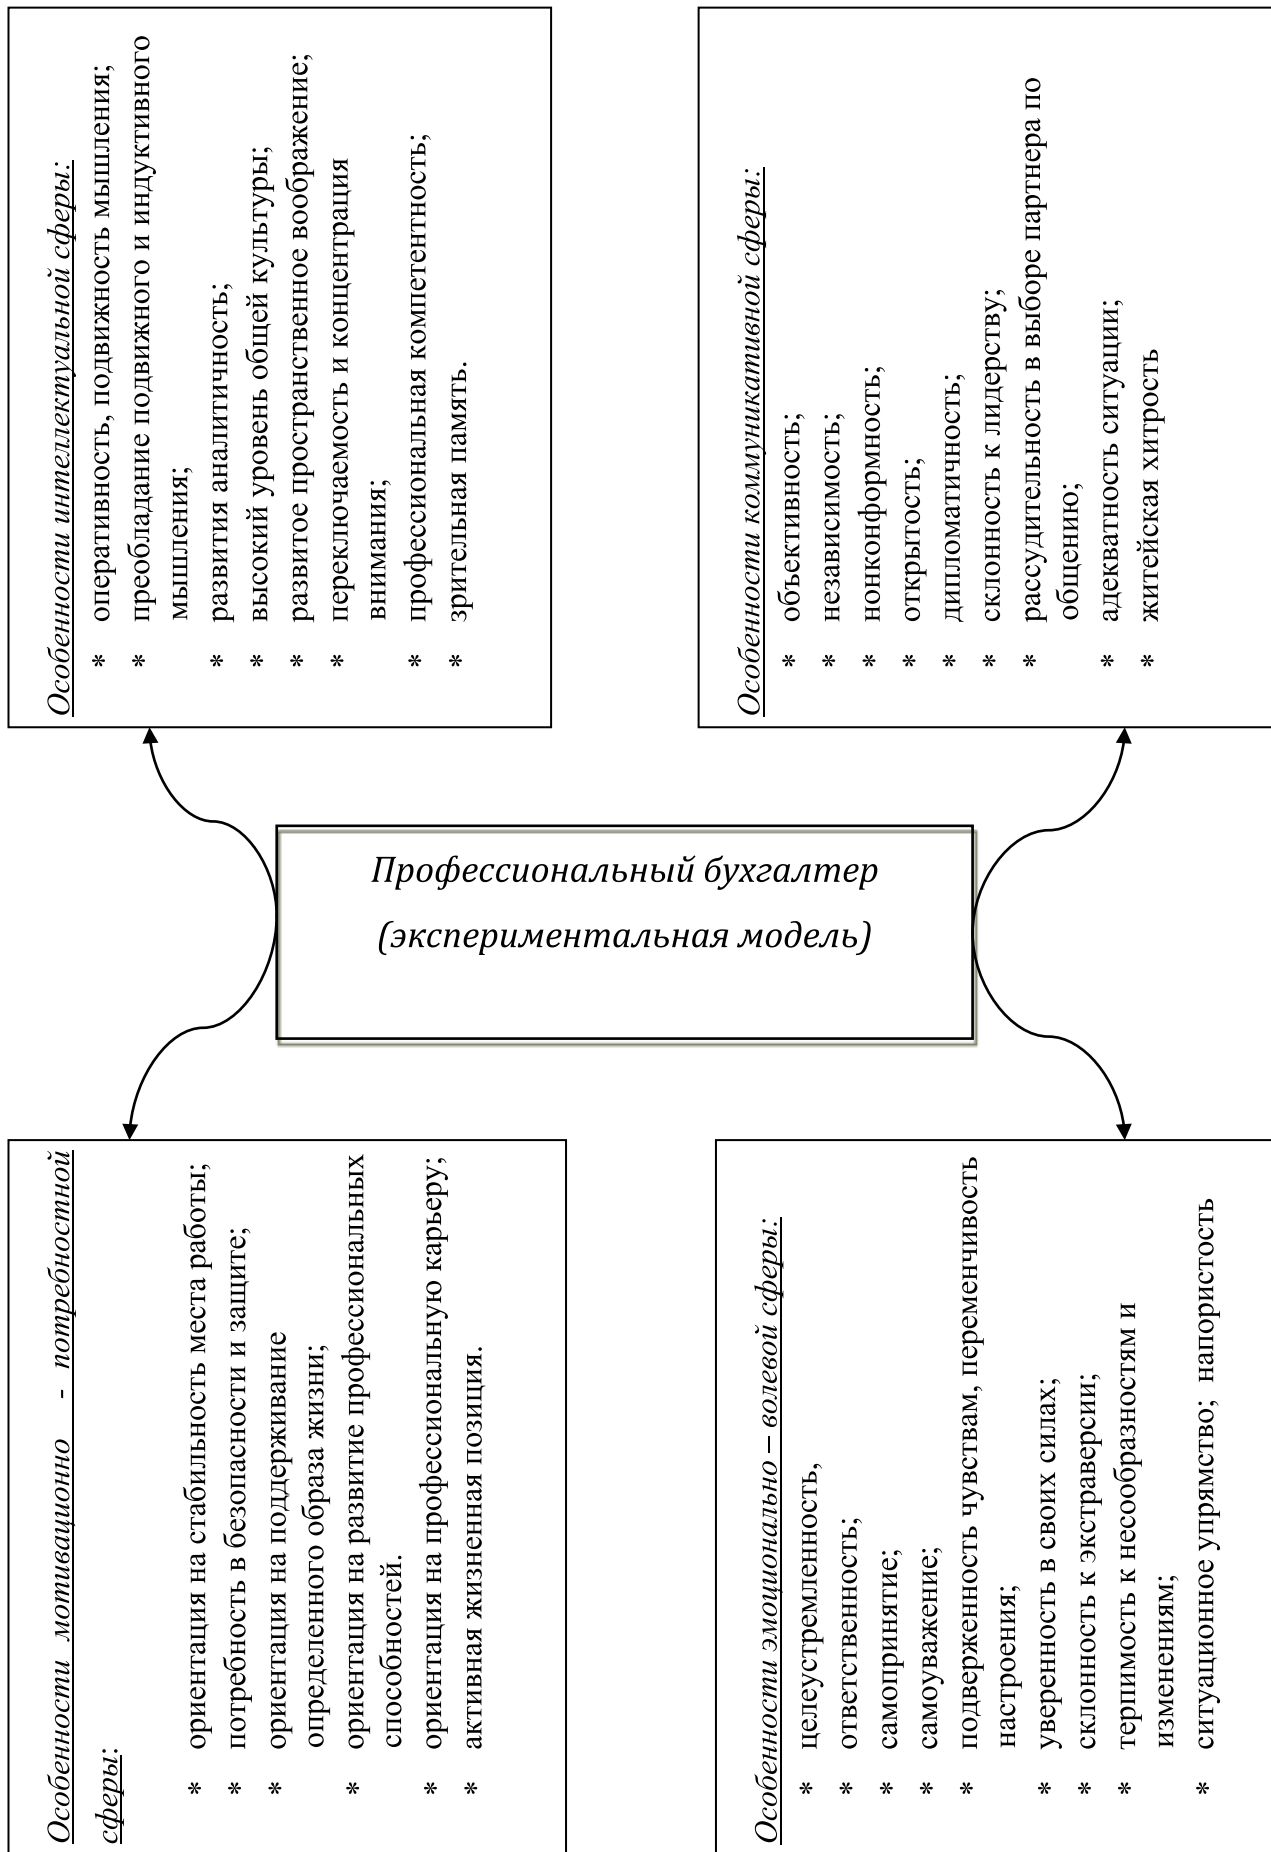 Особенности интеллектуальной сферы:
* оперативность, подвижность мышления;
* преобладание подвижного и индуктивного
мышления;
* развития аналитичность;
* высокий уровень общей культуры;
* развитое пространственное воображение;
* переключаемость и концентрация
внимания;
* профессиональная компетентность;
* зрительная память.
Особенности коммуникативной сферы:
* объективность;
* независимость;
* нонконформность;
* открытость;
* дипломатичность;
* склонность к лидерству;
* рассудительность в выборе партнера по
общению;
* адекватность ситуации;
* житейская хитрость
Профессиональный бухгалтер
(экспериментальная модель)
Особенности мотивационно - потребностной
сферы:
* ориентация на стабильность места работы;
* потребность в безопасности и защите;
* ориентация на поддерживание
определенного образа жизни;
* ориентация на развитие профессиональных
способностей.
* ориентация на профессиональную карьеру;
* активная жизненная позиция.
Особенности эмоционально – волевой сферы:
* целеустремленность,
* ответственность;
* самопринятие;
* самоуважение;
* подверженность чувствам, переменчивость
настроения;
* уверенность в своих силах;
* склонность к экстраверсии;
* терпимость к несообразностям и
изменениям;
* ситуационное упрямство; напористость